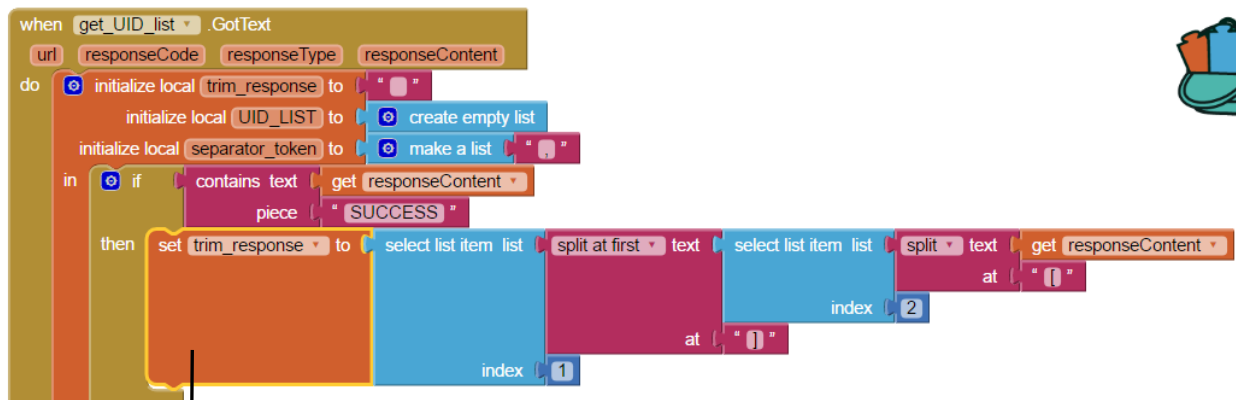 when get_UID_list .GotText
url responseCode responseType responseContent
do initialize local trim_response to " "
initialize local UID_LIST to create empty list
initialize local separator_token to make a list " , "
in if contains text get responseContent
piece " SUCCESS "
then set trim_response to select list item list split at first text select list item list split text get responseContent
at " [ "
index 2
at " ] "
index 1